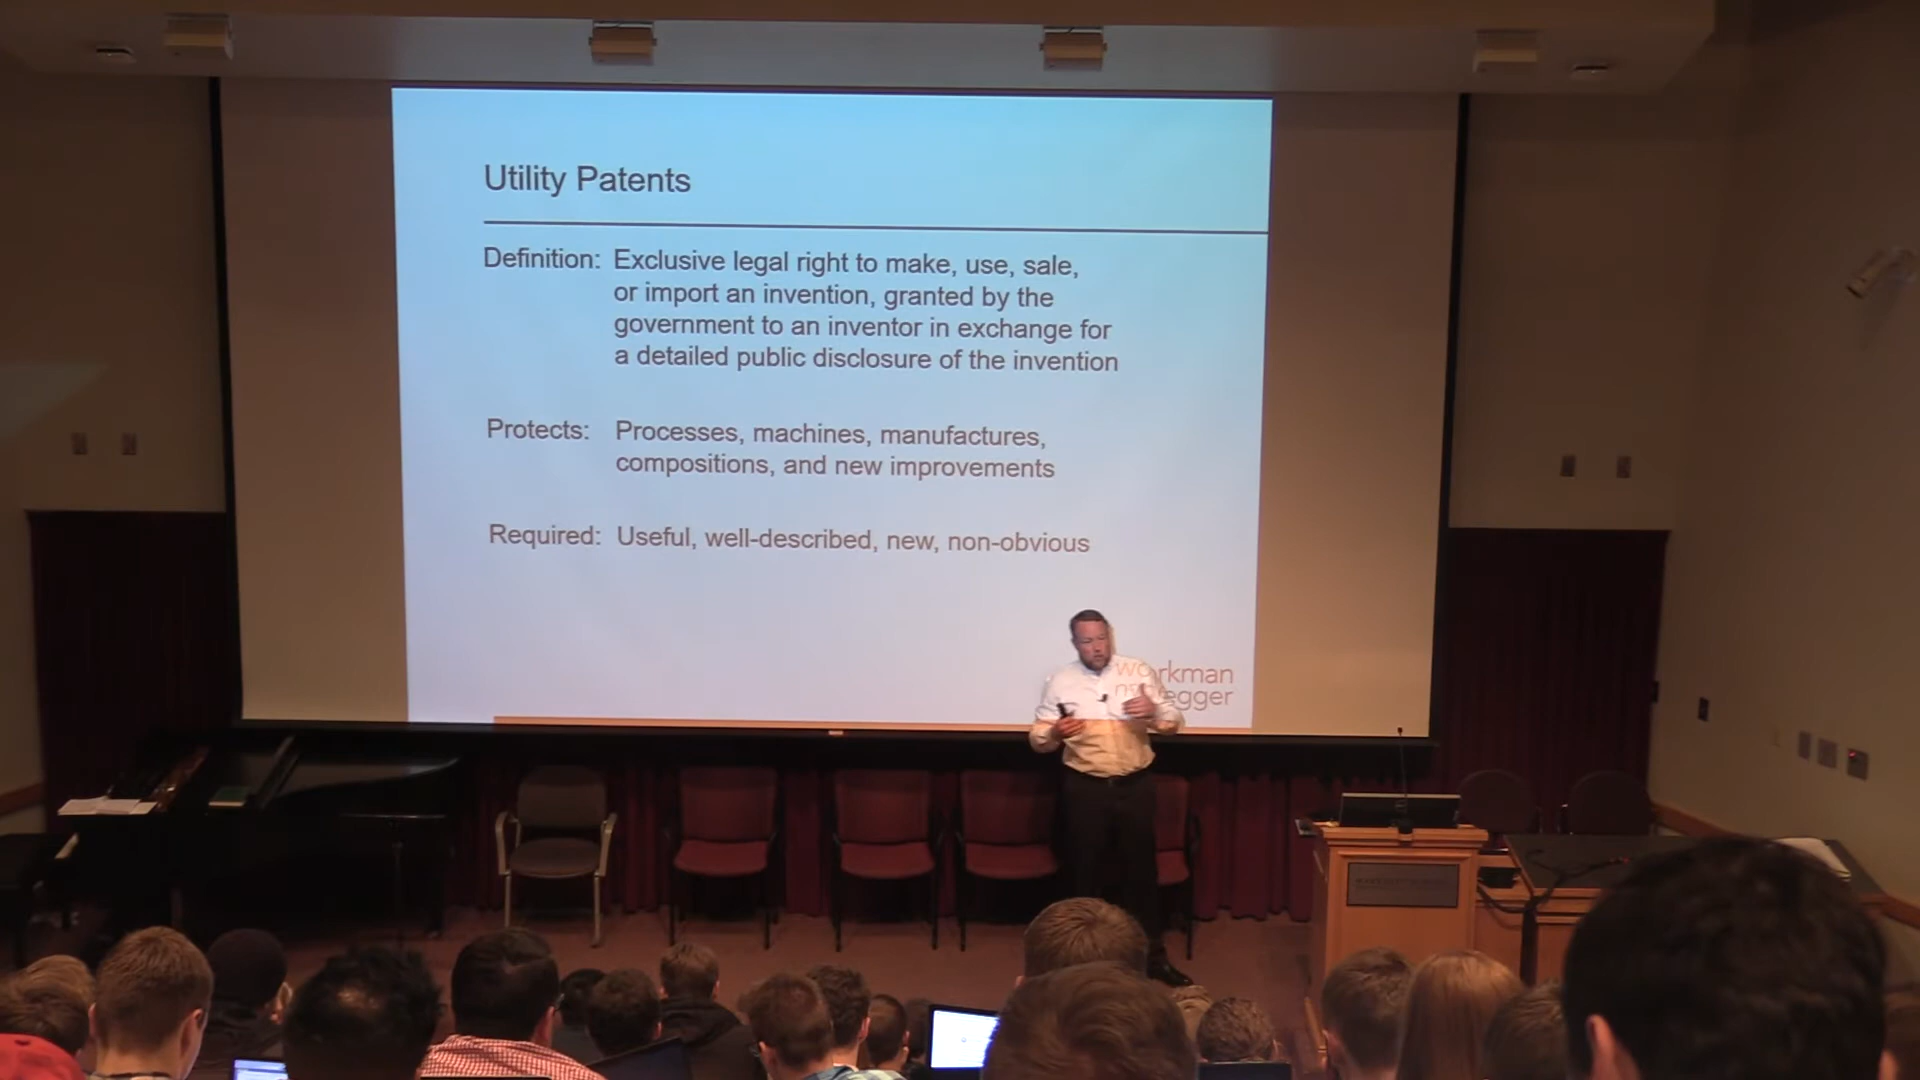 Utility Patents
Definition: Exclusive legal right to make, use, sale,
or import an invention, granted by the
government to an inventor in exchange for
a detailed public disclosure of the invention
Protects: Processes, machines, manufactures,
compositions, and new improvements
Required: Useful, well-described, new, non-obvious
workman